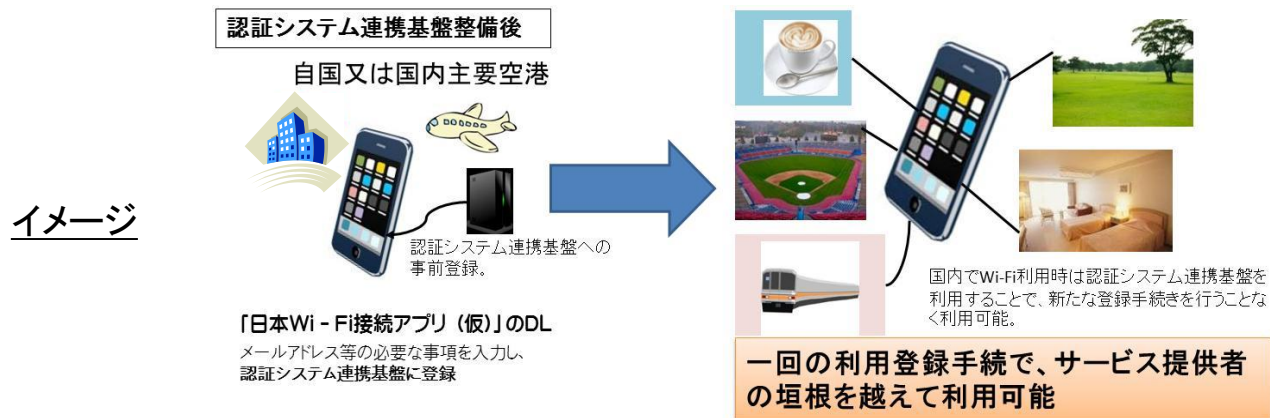 認証システム連携基盤整備後
自国又は国内主要空港
イメージ
認証システム連携基盤への
事前登録。
「日本Wi‐Fi接続アプリ（仮）」のDL
メールアドレス等の必要な事項を入力し、
認証システム連携基盤に登録
国内でWi-Fi利用時は認証システム連携基盤を
利用することで、新たな登録手続きを行うことな
く利用可能。
一回の利用登録手続で、サービス提供者
の垣根を越えて利用可能